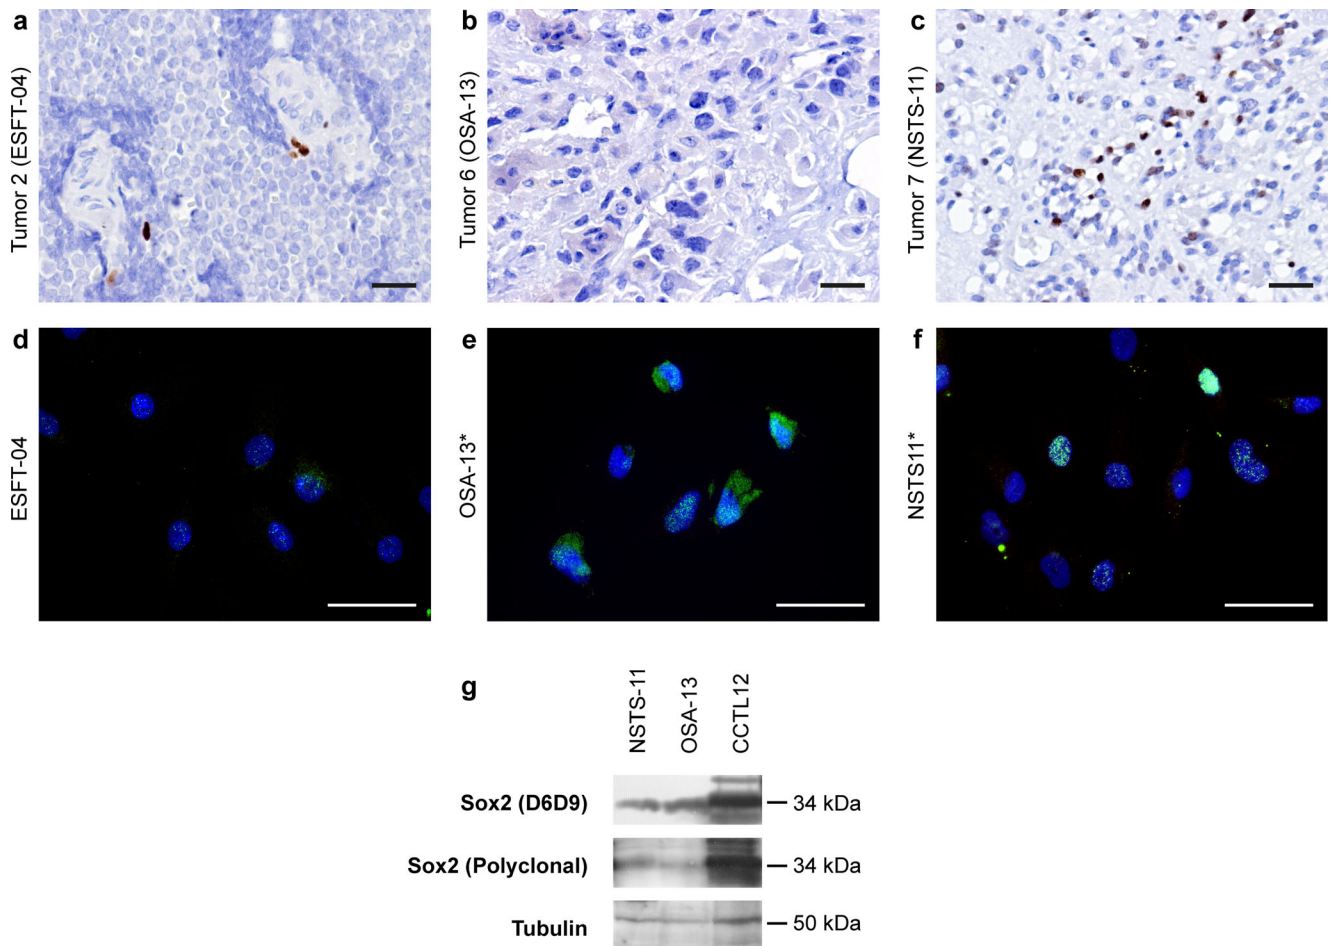 a
Tumor 2 (ESFT-04)
b
Tumor 6 (OSA-13)
c
Tumor 7 (NSTS-11)
d
ESFT-04
e
OSA-13*
f
NSTS11*
g
NSTS-11
OSA-13
CCTL12
Sox2 (D6D9)
34 kDa
Sox2 (Polyclonal)
34 kDa
Tubulin
50 kDa